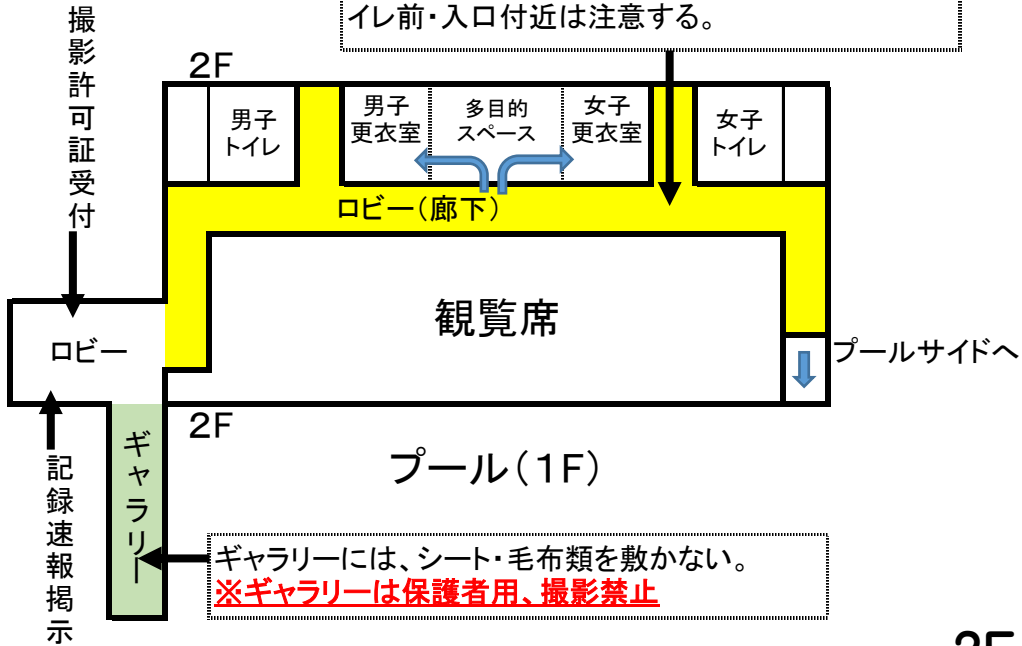 イレ前・入口付近は注意する。
撮影許可証受付
2F
男子
トイレ
男子
更衣室
多目的
スペース
女子
更衣室
女子
トイレ
ロビー（廊下）
観覧席
ロビー
プールサイドへ
2F
ギャラリー
プール（１F）
記録速報掲示
ギャラリーには、シート・毛布類を敷かない。
※ギャラリーは保護者用、撮影禁止